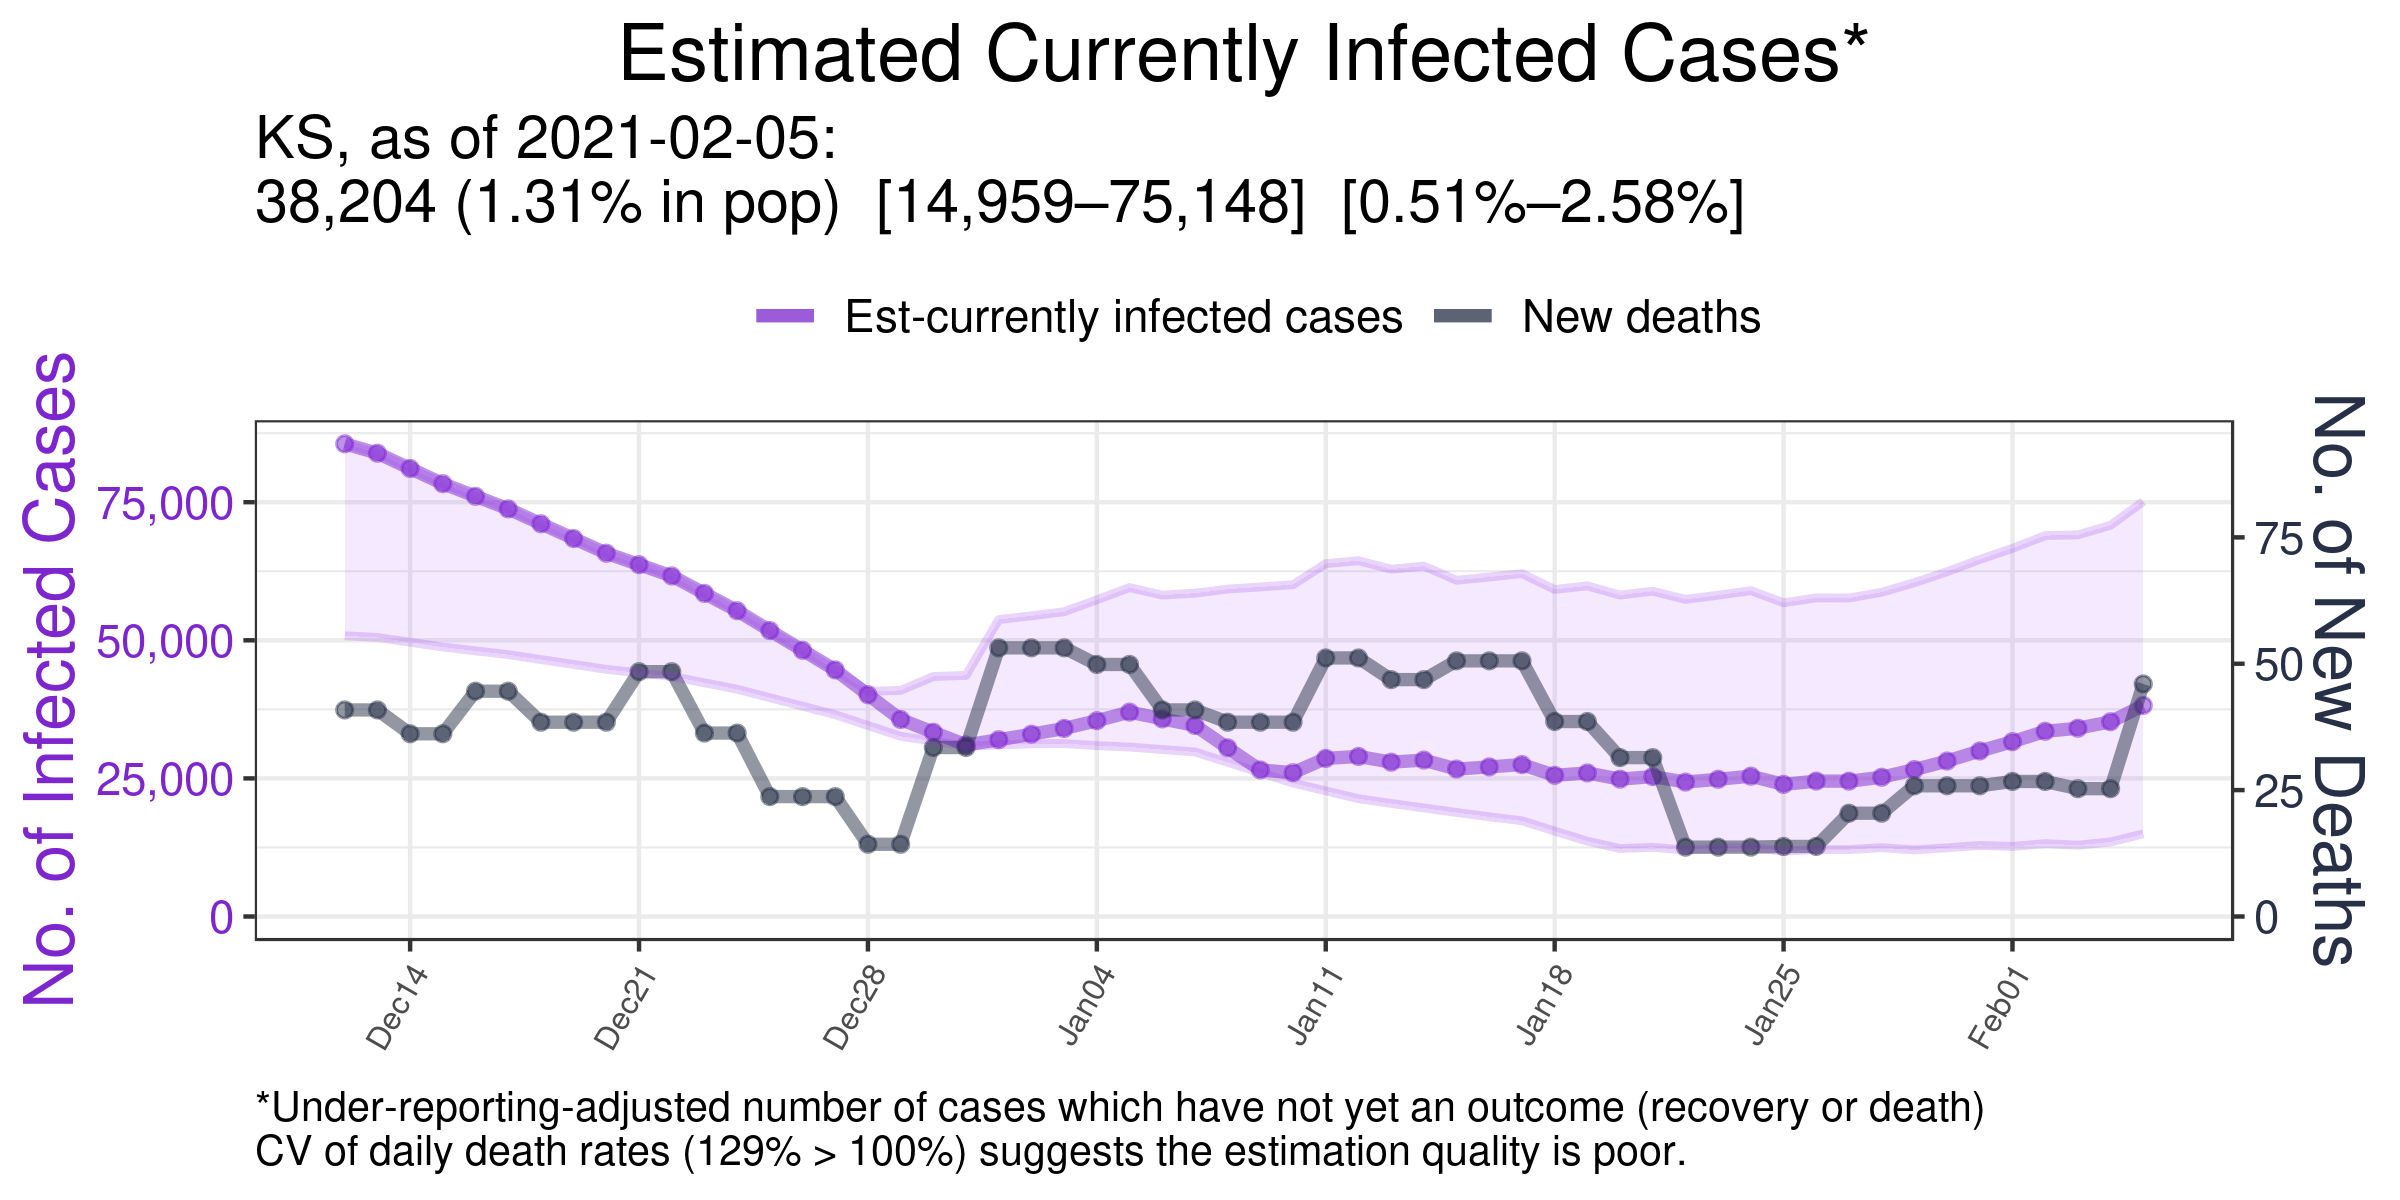 Estimated Currently Infected Cases*
KS, as of 2021-02-05:
38,204 (1.31% in pop)  [14,959–75,148]  [0.51%–2.58%]
Est-currently infected cases
New deaths
No. of Infected Cases
75,000
50,000
25,000
0
75
50
25
0
No. of New Deaths
Dec14
Dec21
Dec28
Jan04
Jan11
Jan18
Jan25
Feb01
*Under-reporting-adjusted number of cases which have not yet an outcome (recovery or death)
CV of daily death rates (129% > 100%) suggests the estimation quality is poor.